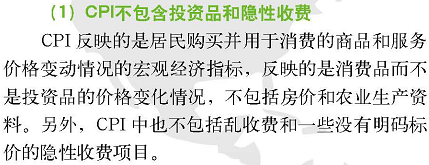 (1) CPI不包含投资品和隐性收费
CPI 反映的是居民购买并用于消费的商品和服务
价格变动情况的宏观经济指标，反映的是消费品而不
是投资品的价格变化情况，不包括房价和农业生产资
料。另外，CPI 中也不包括乱收费和一些没有明码标
价的隐性收费项目。